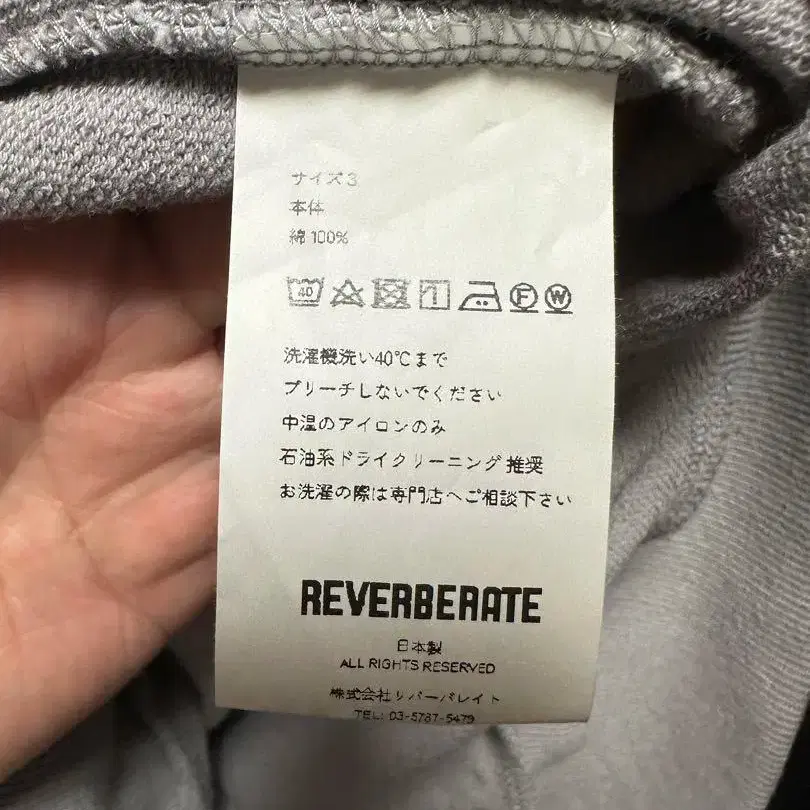 サイズ3
本体
綿100%
40 F W
洗濯機洗い40℃まで
ブリーチしないでください
中温のアイロンのみ
石油系ドライクリーニング推奨
お洗濯の際は専門店へご相談下さい
REVERBERATE
日本製
ALL RIGHTS RESERVED
株式会社リバーバレイト
TEL: 03-5787-5479